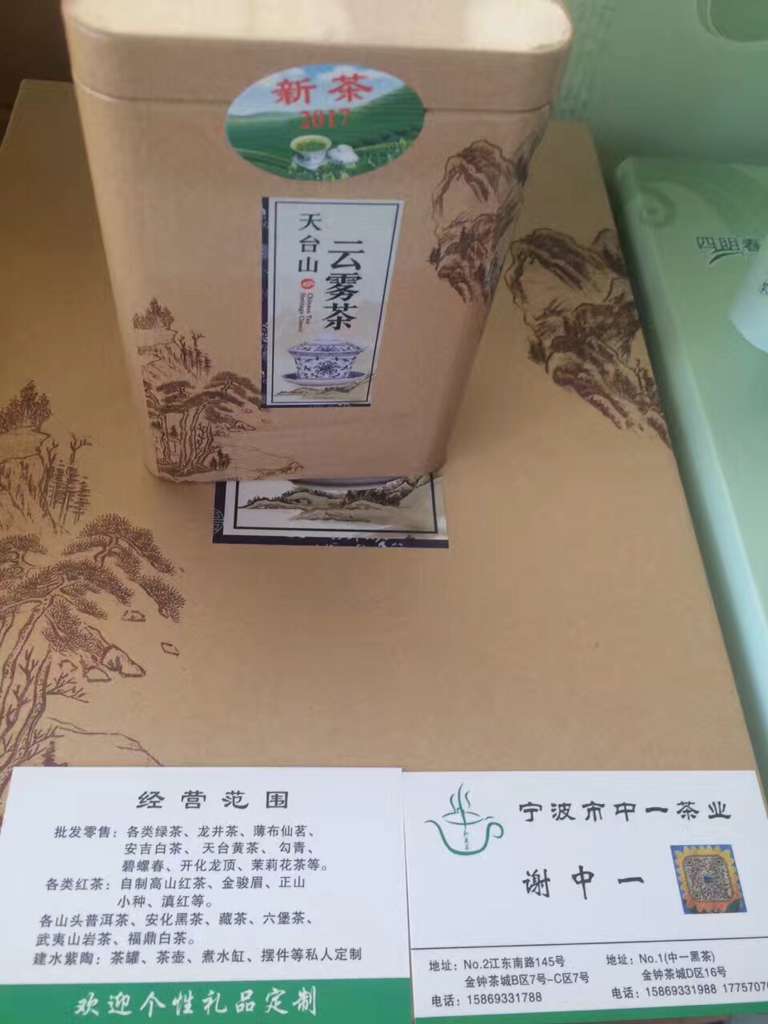 新茶
2017
天台山
云雾茶
Chinese Tea
Heritage Classic
四明春
经营范围
批发零售：各类绿茶、龙井茶、薄布仙茗、
安吉白茶、天台黄茶、勾青、
碧螺春、开化龙顶、茉莉花茶等。
各类红茶：自制高山红茶、金骏眉、正山
小种、滇红等。
各山头普洱茶、安化黑茶、藏茶、六堡茶、
武夷山岩茶、福鼎白茶。
建水紫陶：茶罐、茶壶、煮水缸、摆件等私人定制
欢迎个性礼品定制
宁波市中一茶业
谢中一
地址：No.2江东南路145号
金钟茶城B区7号-C区7号
电话：15869331788
地址：No.1(中一黑茶)
金钟茶城D区16号
电话：15869331988